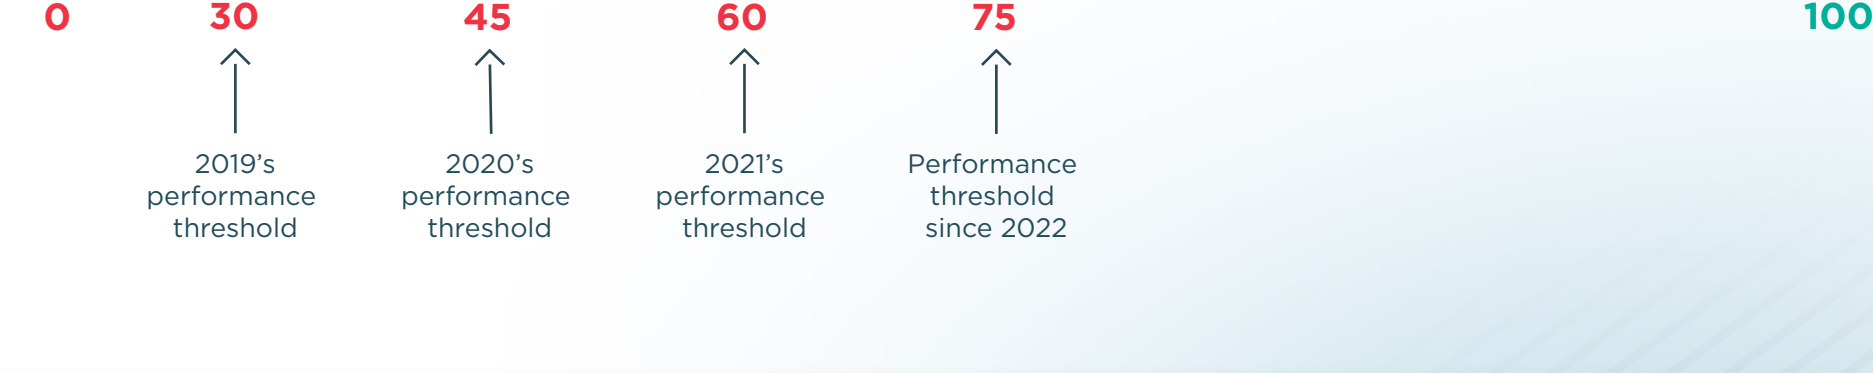 0 30 45 60 75 100
2019’s
performance
threshold
2020’s
performance
threshold
2021’s
performance
threshold
Performance
threshold
since 2022